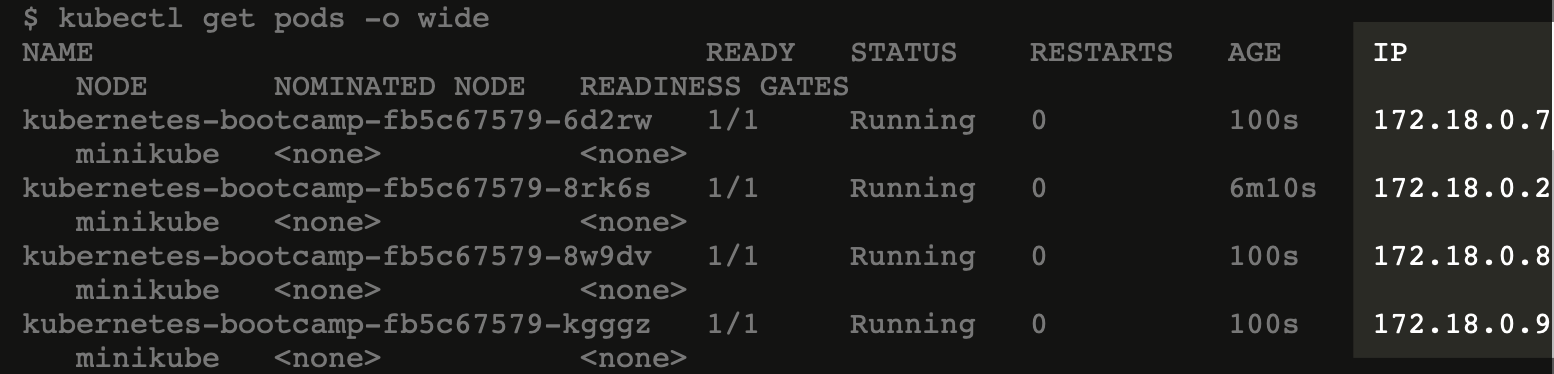 $ kubectl get pods -o wide
NAME                                  READY   STATUS    RESTARTS   AGE     IP
   NODE       NOMINATED NODE   READINESS GATES
kubernetes-bootcamp-fb5c67579-6d2rw   1/1     Running   0          100s    172.18.0.7
   minikube   <none>           <none>
kubernetes-bootcamp-fb5c67579-8rk6s   1/1     Running   0          6m10s   172.18.0.2
   minikube   <none>           <none>
kubernetes-bootcamp-fb5c67579-8w9dv   1/1     Running   0          100s    172.18.0.8
   minikube   <none>           <none>
kubernetes-bootcamp-fb5c67579-kgggz   1/1     Running   0          100s    172.18.0.9
   minikube   <none>           <none>